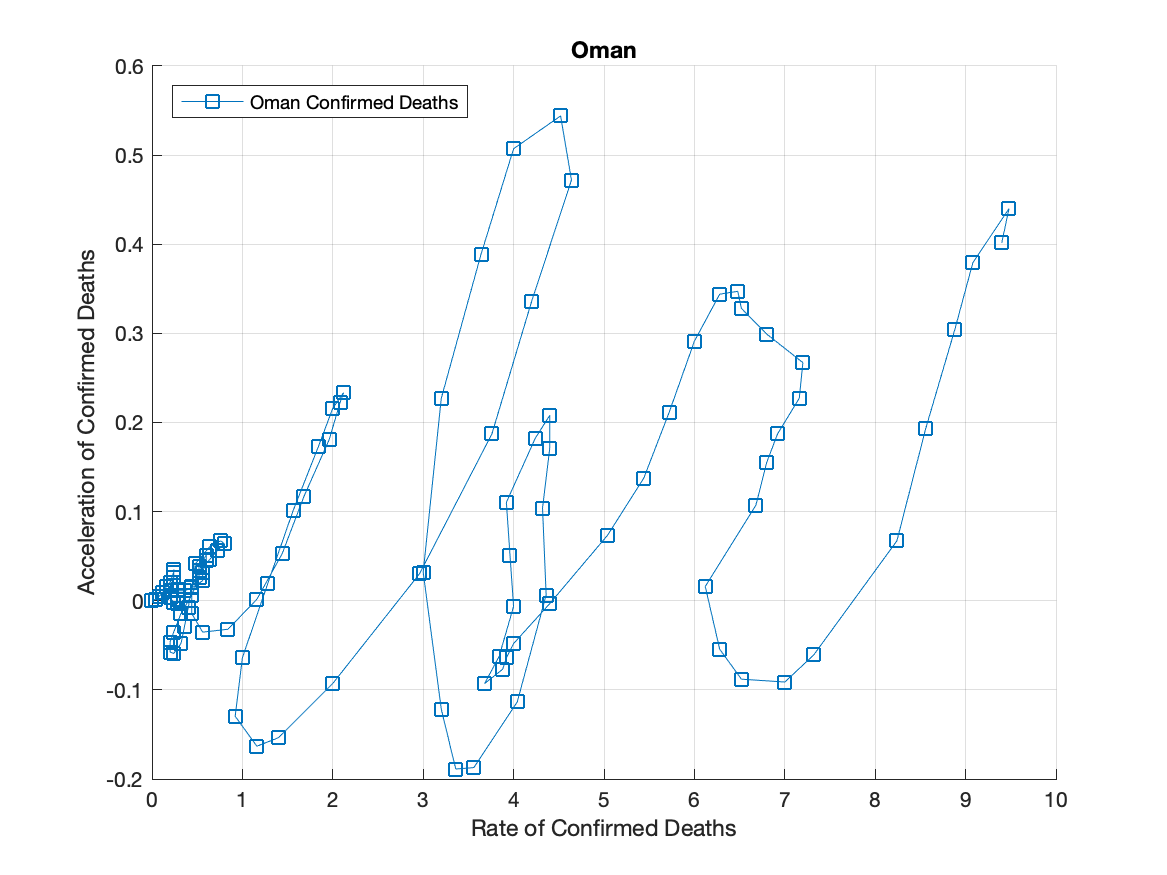 Oman
0.6
Oman Confirmed Deaths
0.5
0.4
0.3
0.2
0.1
0
-0.1
-0.2
Acceleration of Confirmed Deaths
0 1 2 3 4 5 6 7 8 9 10
Rate of Confirmed Deaths